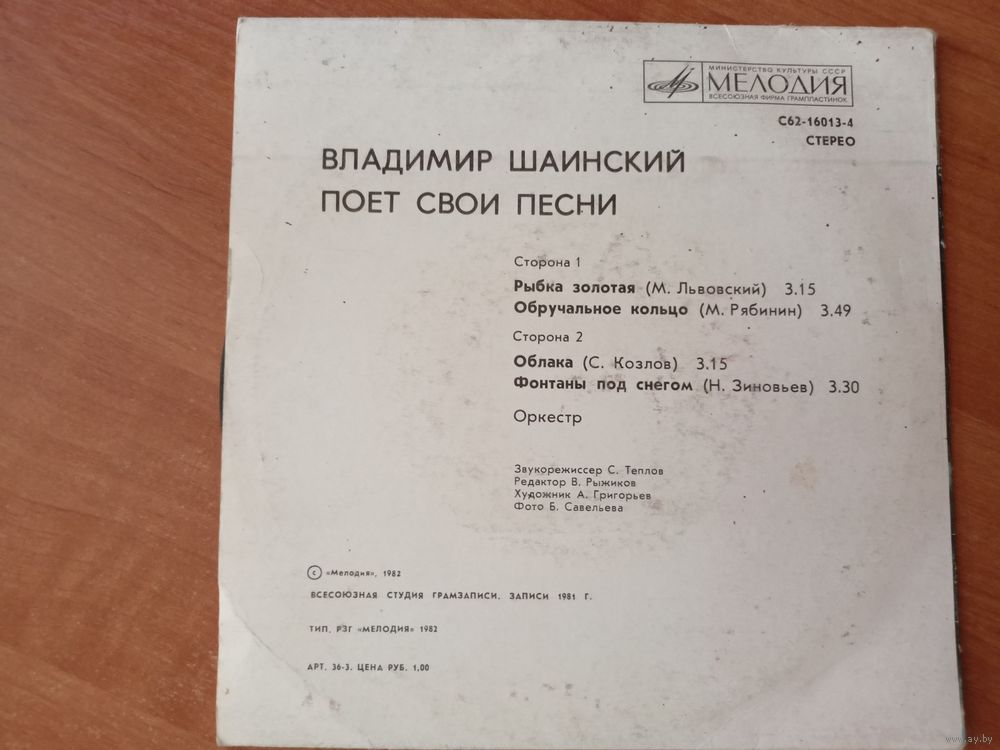 МИНИСТЕРСТВО КУЛЬТУРЫ СССР
МЕЛОДИЯ
ВСЕСОЮЗНАЯ ФИРМА ГРАМПЛАСТИНОК
С62-16013-4
СТЕРЕО
ВЛАДИМИР ШАИНСКИЙ
ПОЕТ СВОИ ПЕСНИ
Сторона 1
Рыбка золотая (М. Львовский) 3.15
Обручальное кольцо (М. Рябинин) 3.49
Сторона 2
Облака (С. Козлов) 3.15
Фонтаны под снегом (Н. Зиновьев) 3.30
Оркестр
Звукорежиссер С. Теплов
Редактор В. Рыжиков
Художник А. Григорьев
Фото Б. Савельева
© «Мелодия», 1982
ВСЕСОЮЗНАЯ СТУДИЯ ГРАМЗАПИСИ. ЗАПИСИ 1981 Г.
ТИП. РЗГ «МЕЛОДИЯ» 1982
АРТ. 36-3. ЦЕНА РУБ. 1,00
www.ay.by